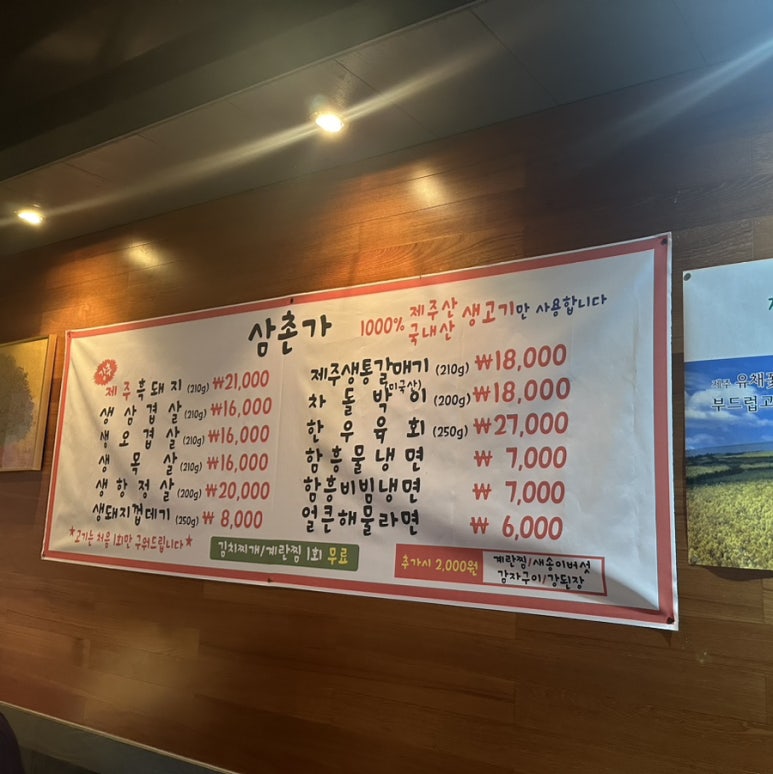 삼촌가
1000% 제주산 국내산 생고기만 사용합니다
제주흑돼지 (210g) ₩21,000
생삼겹살 (210g) ₩16,000
생오겹살 (210g) ₩16,000
생목살 (210g) ₩16,000
생항정살 (200g) ₩20,000
생돼지껍데기 (250g) ₩ 8,000
*고기는 처음 1회만 구워드립니다*
김치찌개/계란찜 1회 무료
제주생통갈매기 (210g) ₩18,000
차돌박이 (미국산) (200g) ₩18,000
한우육회 (250g) ₩27,000
함흥물냉면 ₩ 7,000
함흥비빔냉면 ₩ 7,000
얼큰해물라면 ₩ 6,000
추가시 2,000원
계란찜/새송이버섯
감자구이/강된장
제주 유채꽃
부드럽고